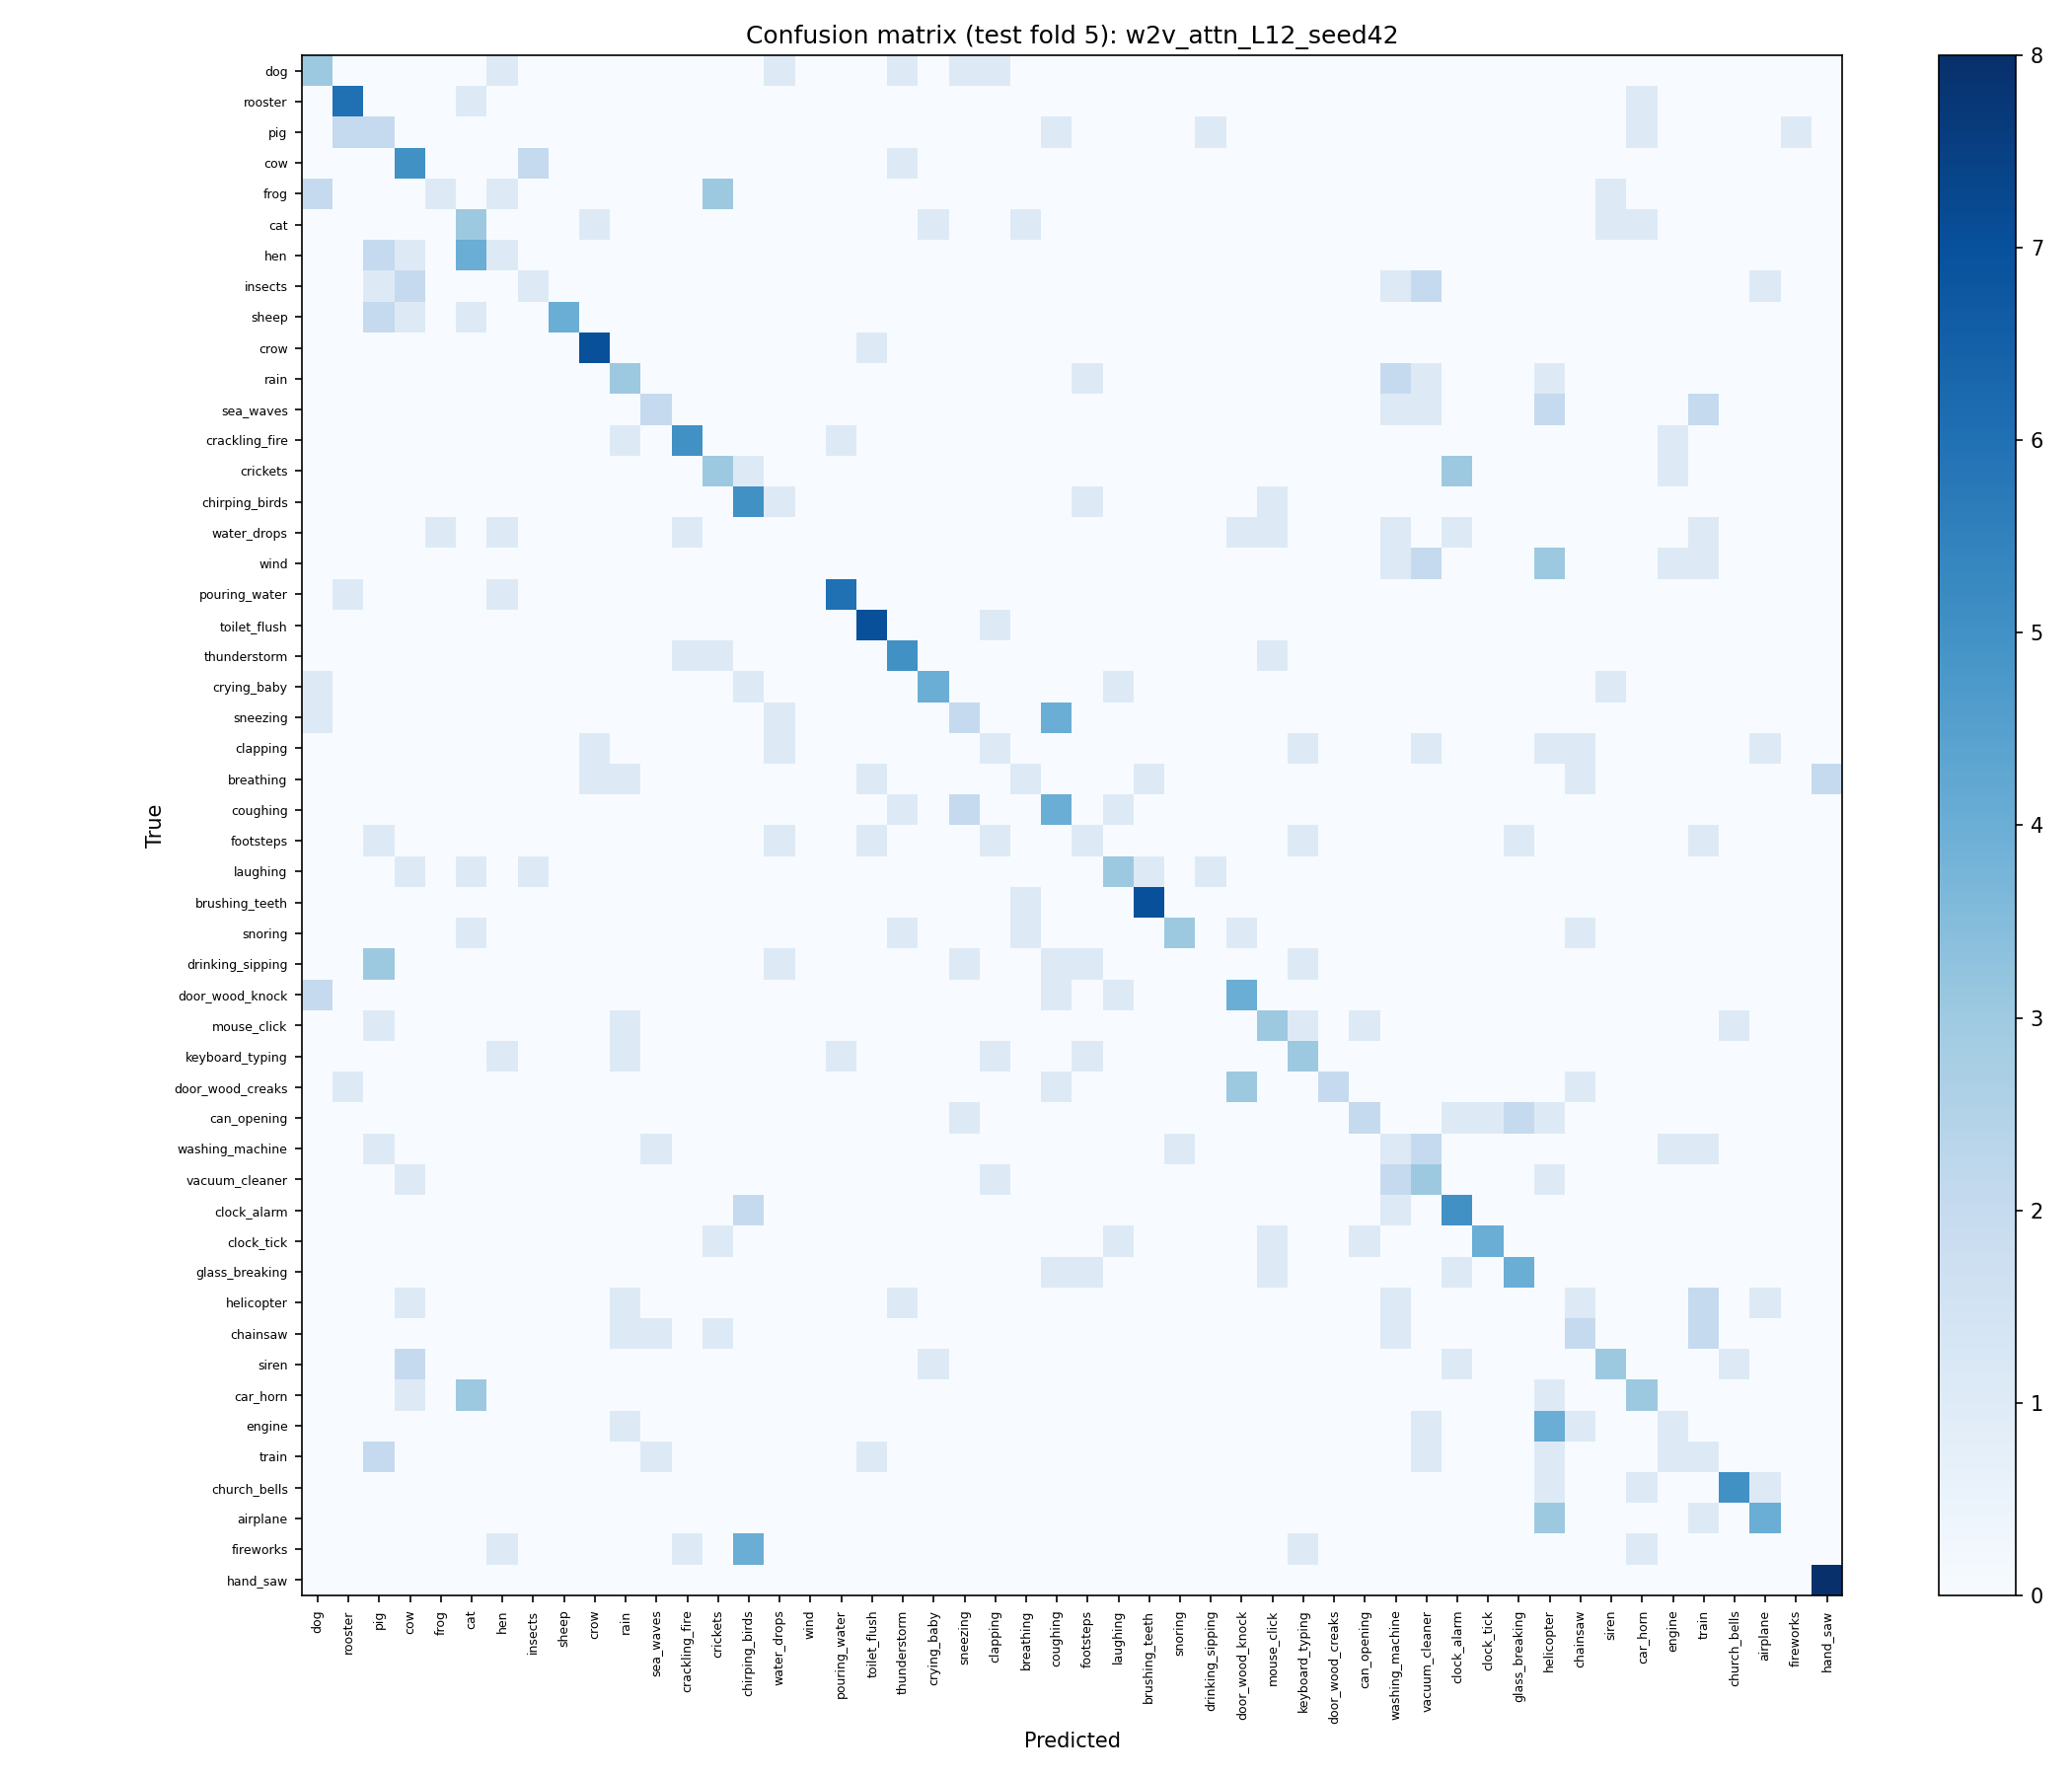 Confusion matrix (test fold 5): w2v_attn_L12_seed42
dog
rooster
pig
cow
frog
cat
hen
insects
sheep
crow
rain
sea_waves
crackling_fire
crickets
chirping_birds
water_drops
wind
pouring_water
toilet_flush
thunderstorm
crying_baby
sneezing
clapping
breathing
coughing
footsteps
laughing
brushing_teeth
snoring
drinking_sipping
door_wood_knock
mouse_click
keyboard_typing
door_wood_creaks
can_opening
washing_machine
vacuum_cleaner
clock_alarm
clock_tick
glass_breaking
helicopter
chainsaw
siren
car_horn
engine
train
church_bells
airplane
fireworks
hand_saw
True
dog
rooster
pig
cow
frog
cat
hen
insects
sheep
crow
rain
sea_waves
crackling_fire
crickets
chirping_birds
water_drops
wind
pouring_water
toilet_flush
thunderstorm
crying_baby
sneezing
clapping
breathing
coughing
footsteps
laughing
brushing_teeth
snoring
drinking_sipping
door_wood_knock
mouse_click
keyboard_typing
door_wood_creaks
can_opening
washing_machine
vacuum_cleaner
clock_alarm
clock_tick
glass_breaking
helicopter
chainsaw
siren
car_horn
engine
train
church_bells
airplane
fireworks
hand_saw
Predicted
8
7
6
5
4
3
2
1
0